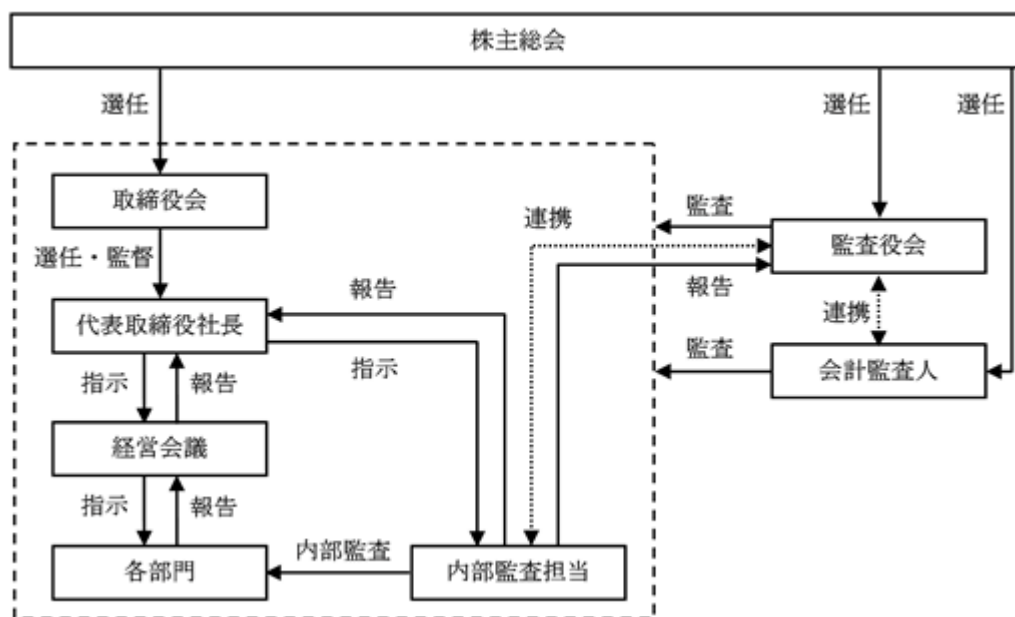 株主総会
選任
選任
選任
取締役会
連携
監査
監査役会
選任・監督
報告
報告
代表取締役社長
連携
指示
監査
会計監査人
指示
報告
経営会議
指示
報告
内部監査
各部門
内部監査担当